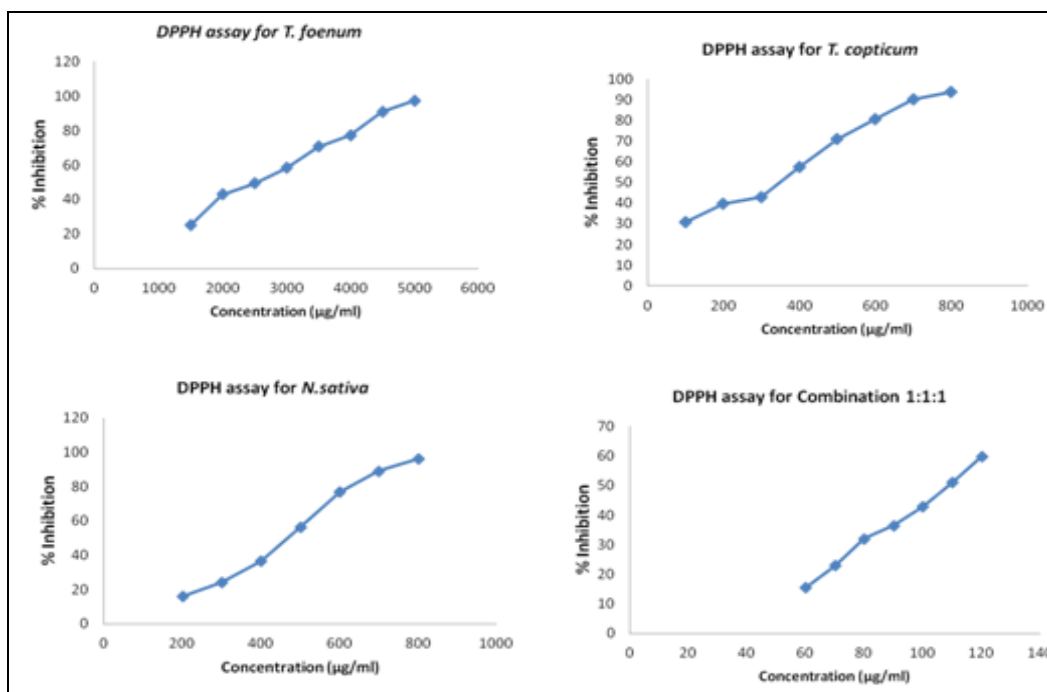 DPPH assay for T. foenum
120
100
80
60
40
20
0
% Inhibition
0 1000 2000 3000 4000 5000 6000
Concentration (µg/ml)
DPPH assay for T. copticum
100
90
80
70
60
50
40
30
20
10
0
% Inhibition
0 200 400 600 800 1000
Concentration (µg/ml)
DPPH assay for N.sativa
120
100
80
60
40
20
0
% Inhibition
0 200 400 600 800 1000
Concentration (µg/ml)
DPPH assay for Combination 1:1:1
70
60
50
40
30
20
10
0
% Inhibition
0 20 40 60 80 100 120 140
Concentration (µg/ml)